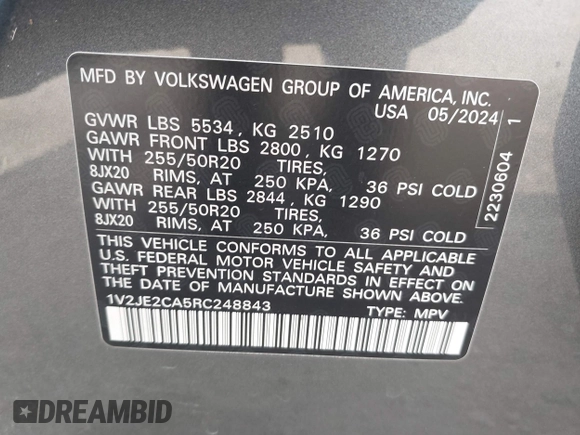 MFD BY VOLKSWAGEN GROUP OF AMERICA, INC.
USA 05/2024
GVWR LBS 5534, KG 2510
GAWR FRONT LBS 2800, KG 1270
WITH 255/50R20 TIRES,
8JX20 RIMS, AT 250 KPA, 36 PSI COLD
GAWR REAR LBS 2844, KG 1290
WITH 255/50R20 TIRES,
8JX20 RIMS, AT 250 KPA, 36 PSI COLD
THIS VEHICLE CONFORMS TO ALL APPLICABLE
U.S. FEDERAL MOTOR VEHICLE SAFETY AND
THEFT PREVENTION STANDARDS IN EFFECT ON
THE DATE OF MANUFACTURE SHOWN ABOVE.
1V2JE2CA5RC248843 TYPE: MPV
2230604 1
DREAMBID